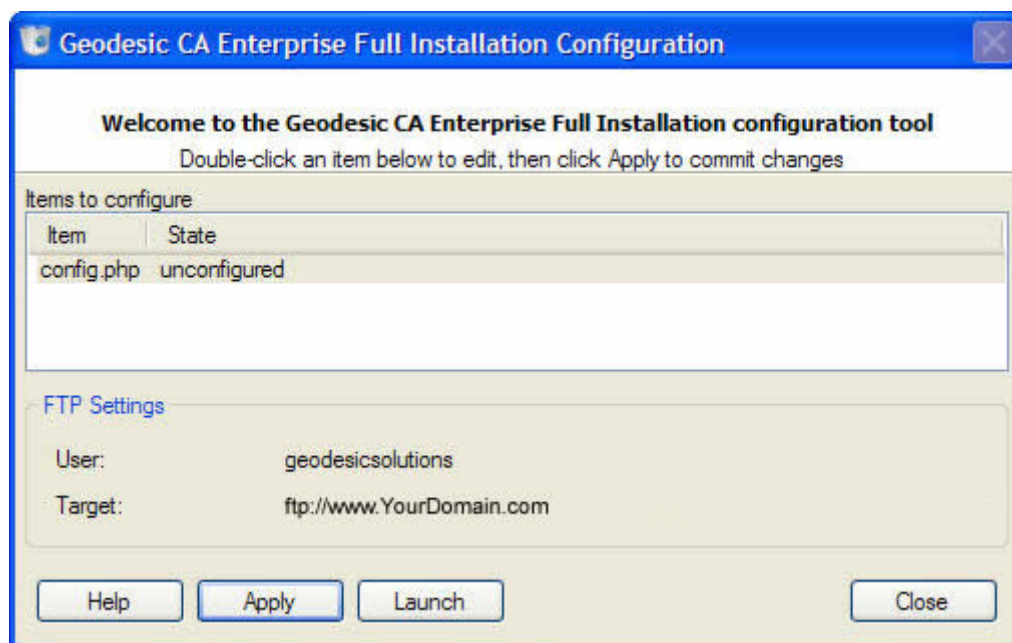 Geodesic CA Enterprise Full Installation Configuration
Welcome to the Geodesic CA Enterprise Full Installation configuration tool
Double-click an item below to edit, then click Apply to commit changes
Items to configure
Item State
config.php unconfigured
FTP Settings
User: geodesicsolutions
Target: ftp://www.YourDomain.com
Help Apply Launch Close